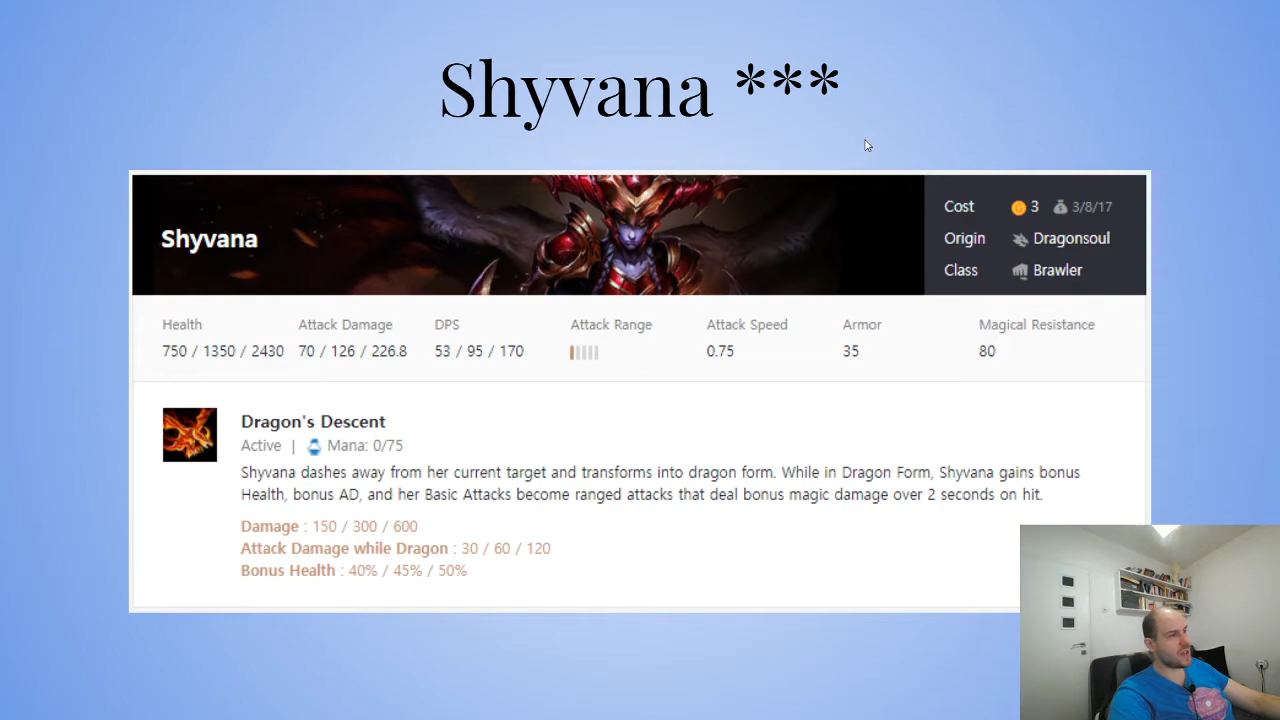 Shyvana ***
Shyvana
Cost 3 3/8/17
Origin Dragonsoul
Class Brawler
Health Attack Damage DPS Attack Range Attack Speed Armor Magical Resistance
750 / 1350 / 2430 70 / 126 / 226.8 53 / 95 / 170 0.75 35 80
Dragon's Descent
Active | Mana: 0/75
Shyvana dashes away from her current target and transforms into dragon form. While in Dragon Form, Shyvana gains bonus
Health, bonus AD, and her Basic Attacks become ranged attacks that deal bonus magic damage over 2 seconds on hit.
Damage : 150 / 300 / 600
Attack Damage while Dragon : 30 / 60 / 120
Bonus Health : 40% / 45% / 50%